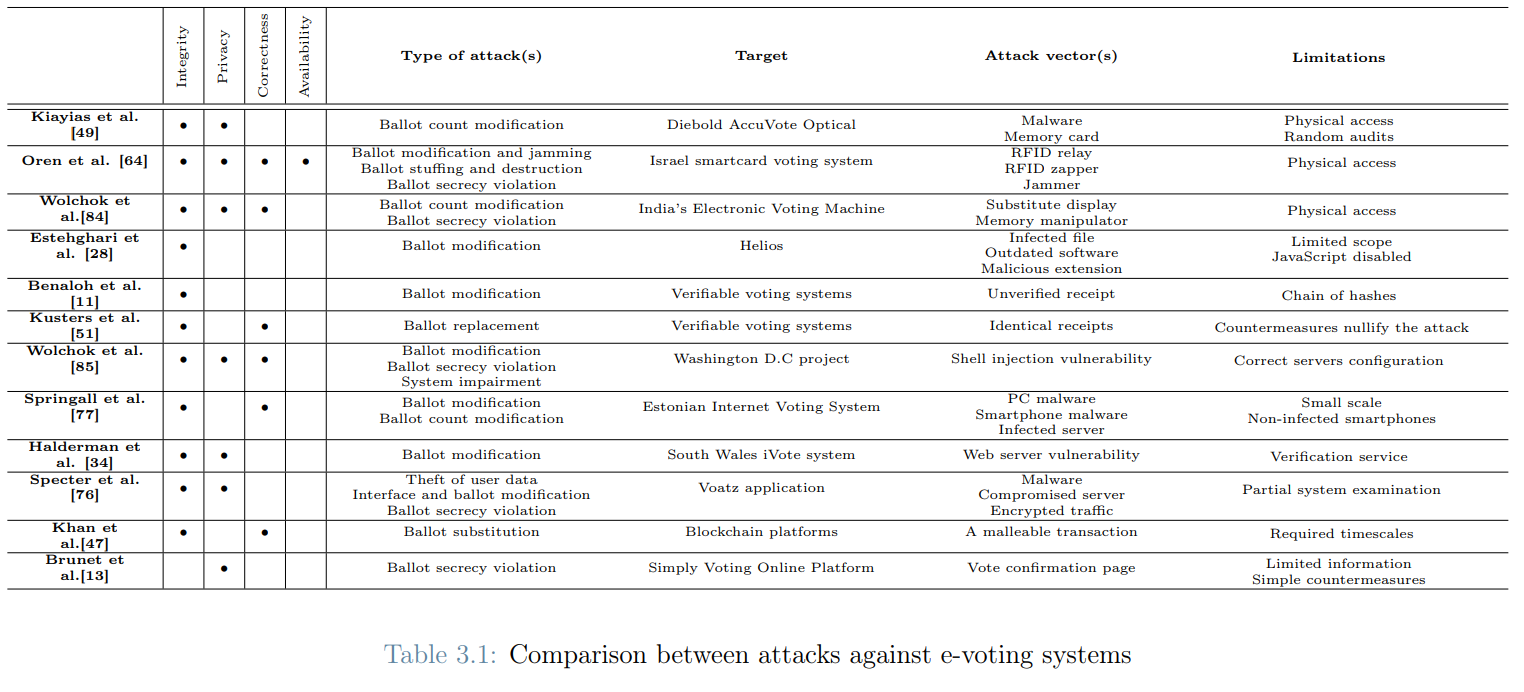 Integrity Privacy Correctness Availability Type of attack(s) Target Attack vector(s) Limitations
Kiayias et al. [49] • • Ballot count modification Diebold AccuVote Optical Malware Memory card Physical access Random audits
Oren et al. [64] • • • • Ballot modification and jamming Ballot stuffing and destruction Ballot secrecy violation Israel smartcard voting system RFID relay RFID zapper Jammer Physical access
Wolchok et al.[84] • • • Ballot count modification Ballot secrecy violation India's Electronic Voting Machine Substitute display Memory manipulator Physical access
Estehghari et al. [28] • Ballot modification Helios Infected file Outdated software Malicious extension Limited scope JavaScript disabled
Benaloh et al. [11] • Ballot modification Verifiable voting systems Unverified receipt Chain of hashes
Kusters et al. [51] • • Ballot replacement Verifiable voting systems Identical receipts Countermeasures nullify the attack
Wolchok et al. [85] • • • Ballot modification Ballot secrecy violation System impairment Washington D.C project Shell injection vulnerability Correct servers configuration
Springall et al. [77] • • Ballot modification Ballot count modification Estonian Internet Voting System PC malware Smartphone malware Infected server Small scale Non-infected smartphones
Halderman et al. [34] • • Ballot modification South Wales iVote system Web server vulnerability Verification service
Specter et al. [76] • • Theft of user data Interface and ballot modification Ballot secrecy violation Voatz application Malware Compromised server Encrypted traffic Partial system examination
Khan et al.[47] • • Ballot substitution Blockchain platforms A malleable transaction Required timescales
Brunet et al.[13] • Ballot secrecy violation Simply Voting Online Platform Vote confirmation page Limited information Simple countermeasures
Table 3.1: Comparison between attacks against e-voting systems